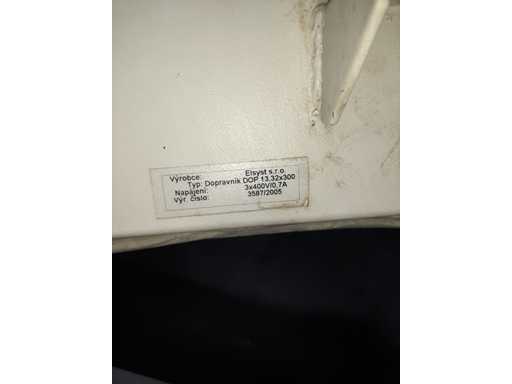 Výrobce: Elsyst s.r.o
Typ: Dopravník DOP 13.32x300
Napájení: 3x400V/0,7A
Výr. číslo: 3587/2005